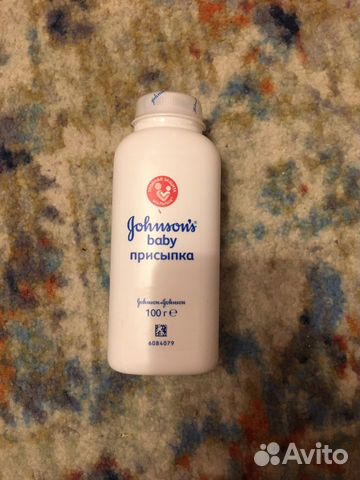 Johnson's®
baby
присыпка
Johnson & Johnson
100 г ℮
6084079
Avito